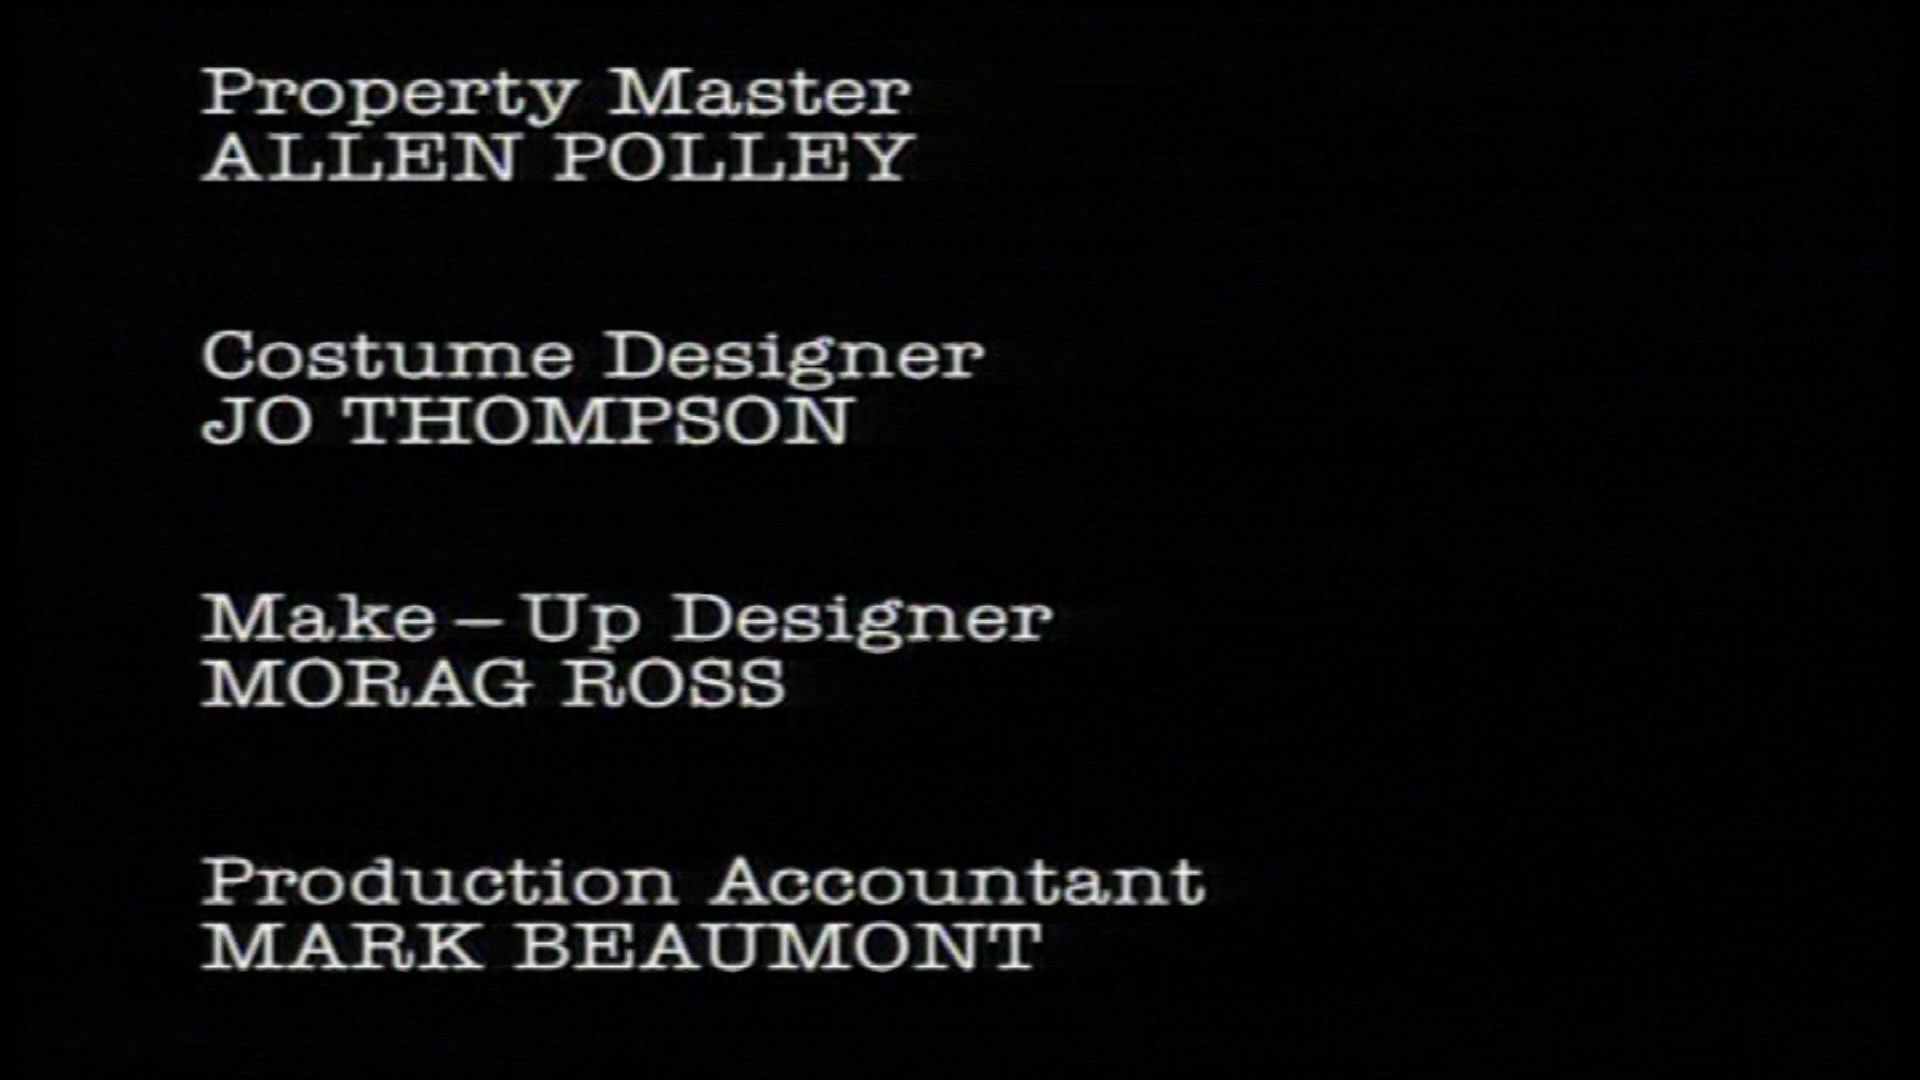 Property Master
ALLEN POLLEY
Costume Designer
JO THOMPSON
Make-Up Designer
MORAG ROSS
Production Accountant
MARK BEAUMONT